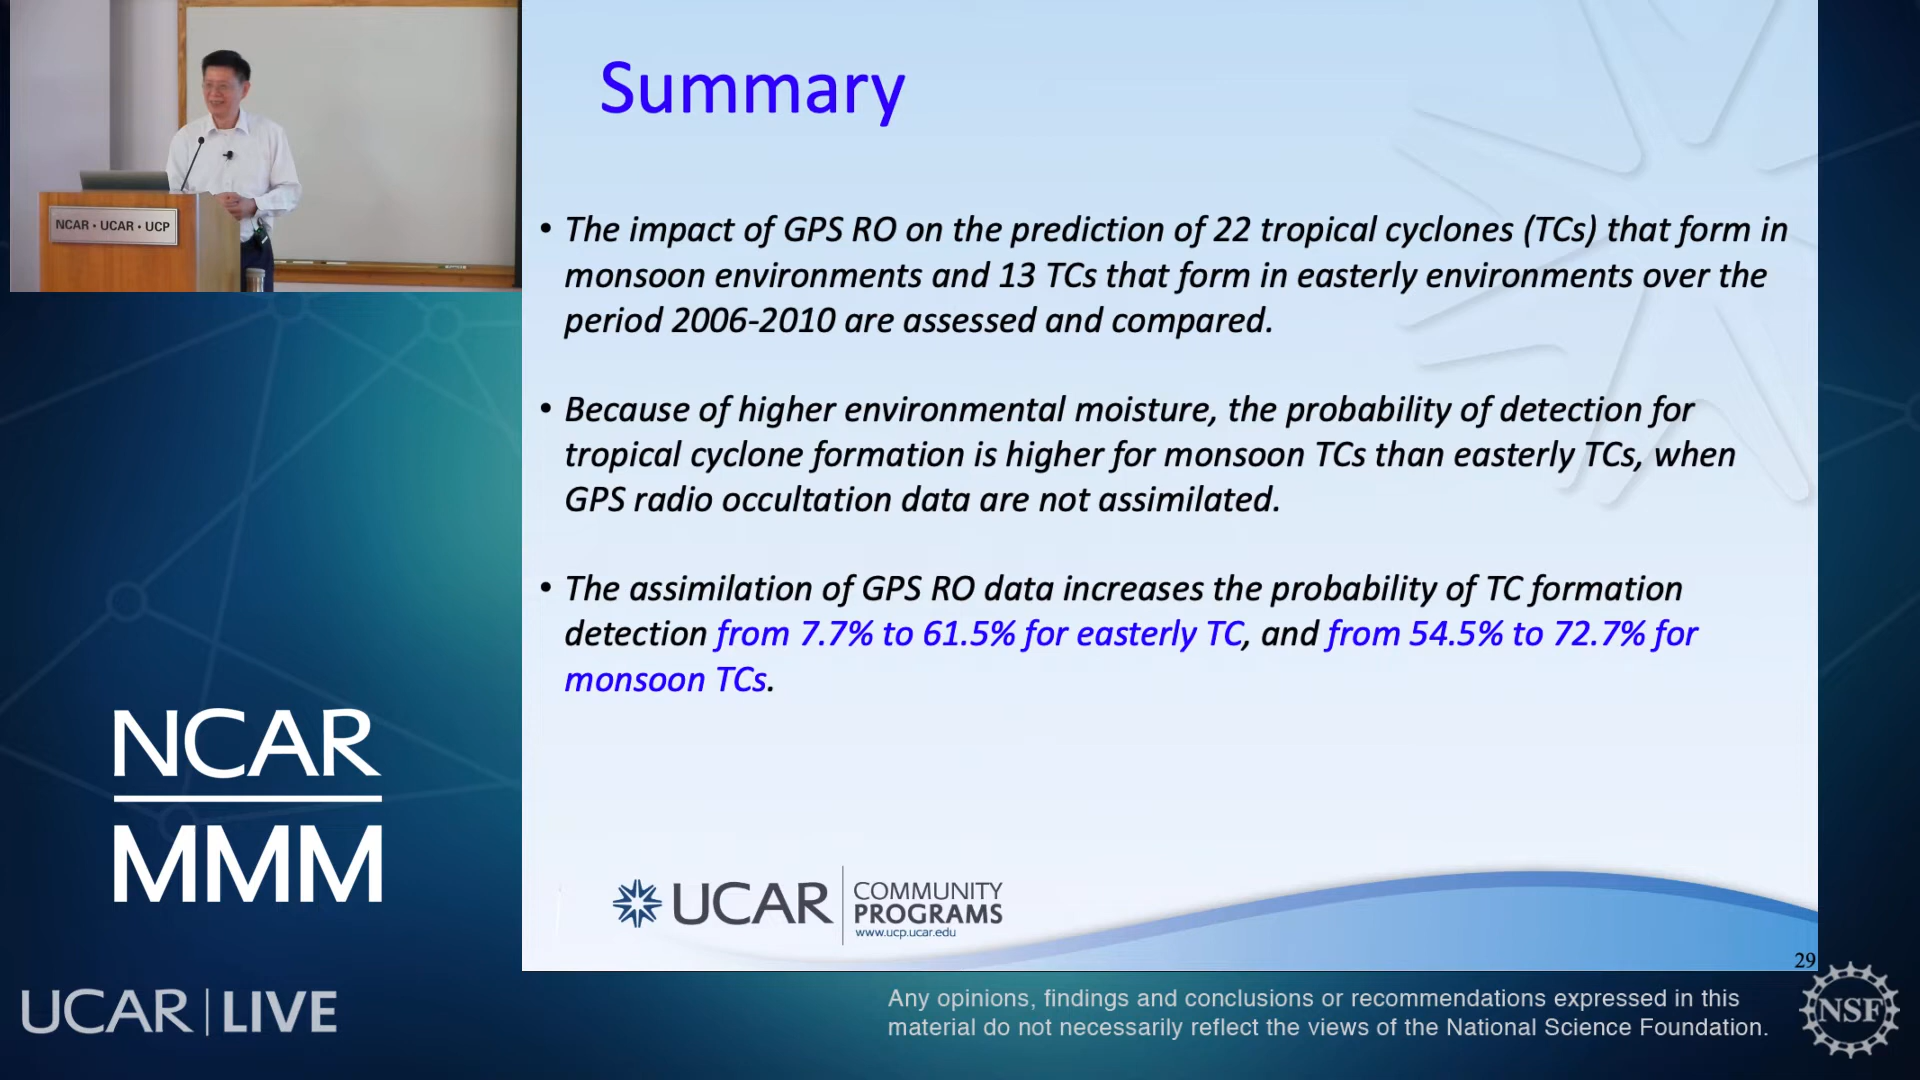 NCAR • UCAR • UCP
Summary
• The impact of GPS RO on the prediction of 22 tropical cyclones (TCs) that form in
monsoon environments and 13 TCs that form in easterly environments over the
period 2006-2010 are assessed and compared.
• Because of higher environmental moisture, the probability of detection for
tropical cyclone formation is higher for monsoon TCs than easterly TCs, when
GPS radio occultation data are not assimilated.
• The assimilation of GPS RO data increases the probability of TC formation
detection from 7.7% to 61.5% for easterly TC, and from 54.5% to 72.7% for
monsoon TCs.
NCAR
MMM
UCAR COMMUNITY
PROGRAMS
www.ucp.ucar.edu
29
UCAR | LIVE
Any opinions, findings and conclusions or recommendations expressed in this
material do not necessarily reflect the views of the National Science Foundation.
NSF